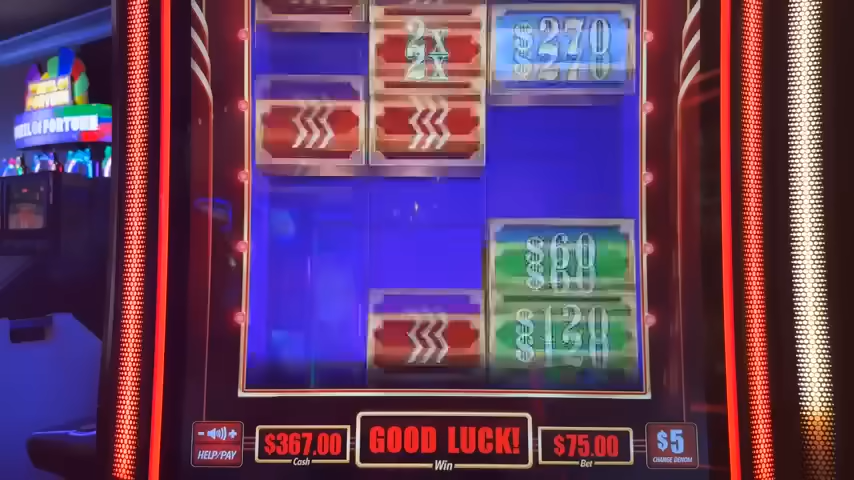 2x
2x
$270
$270
WHEEL OF FORTUNE
$60
$60
$120
$120
- +
HELP/PAY
$367.00
Cash
GOOD LUCK!
Win
$75.00
Bet
$5
CHANGE DENOM